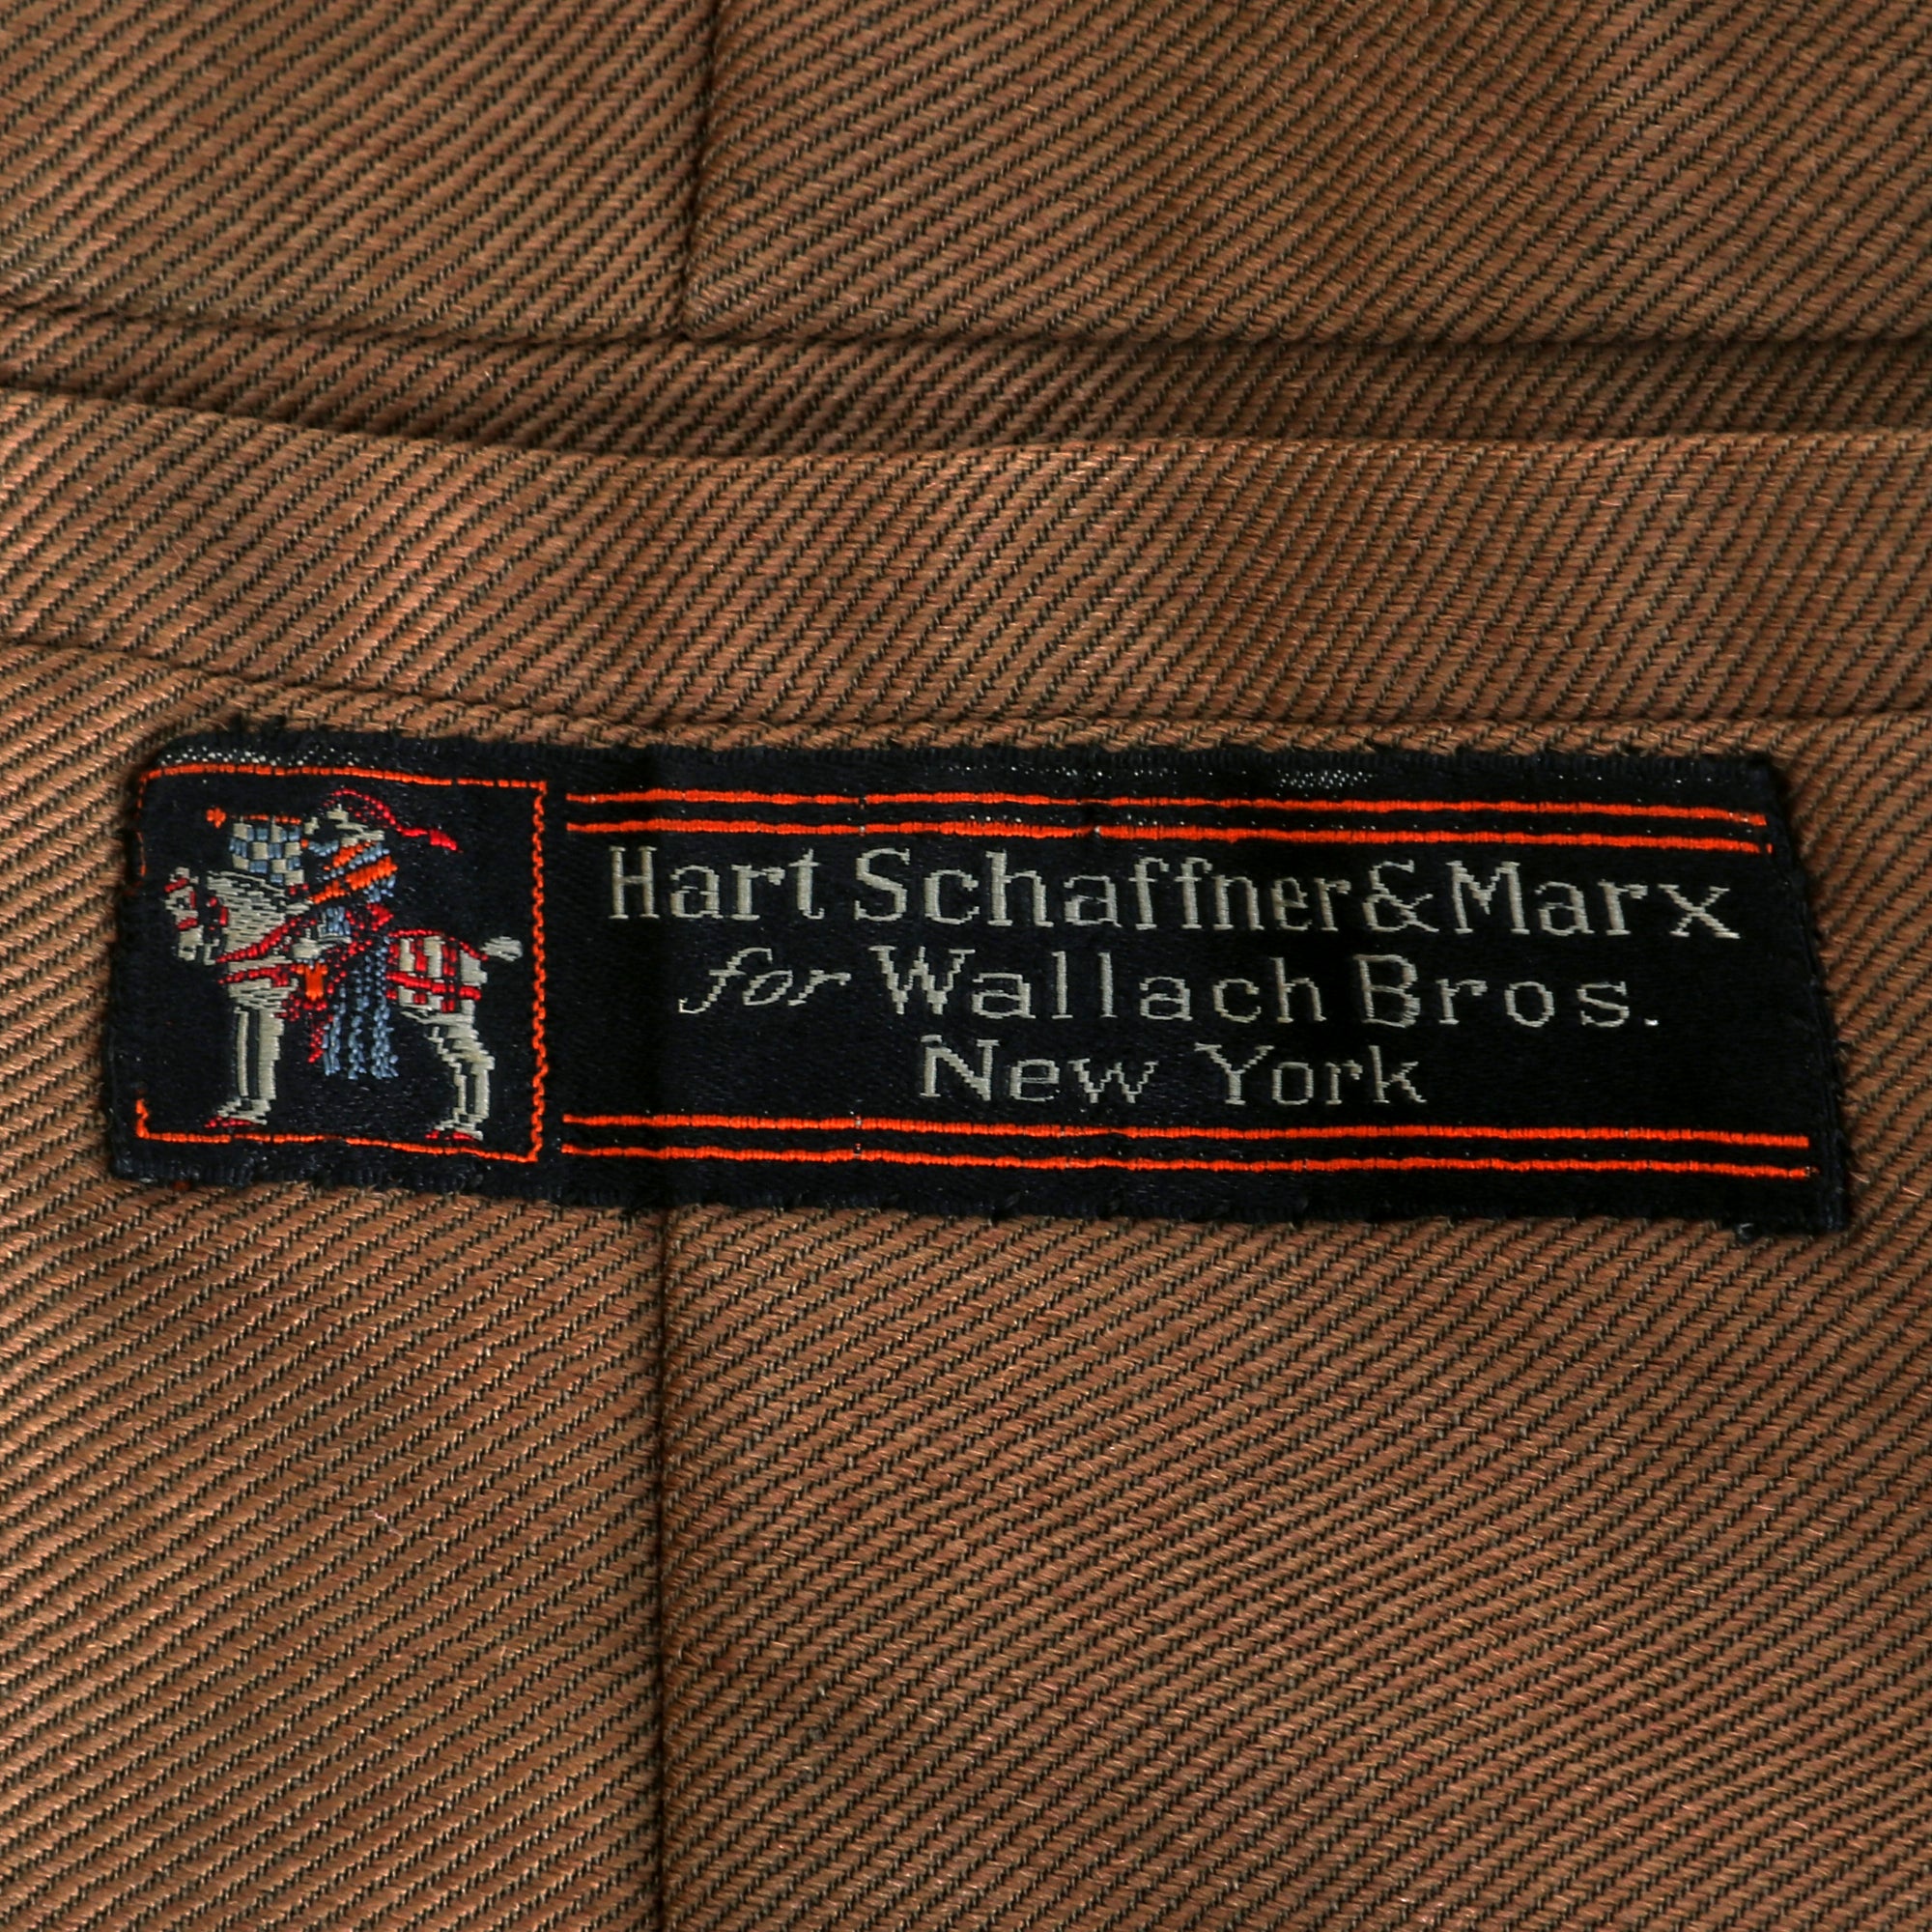 Hart Schaffner & Marx
for Wallach Bros.
New York